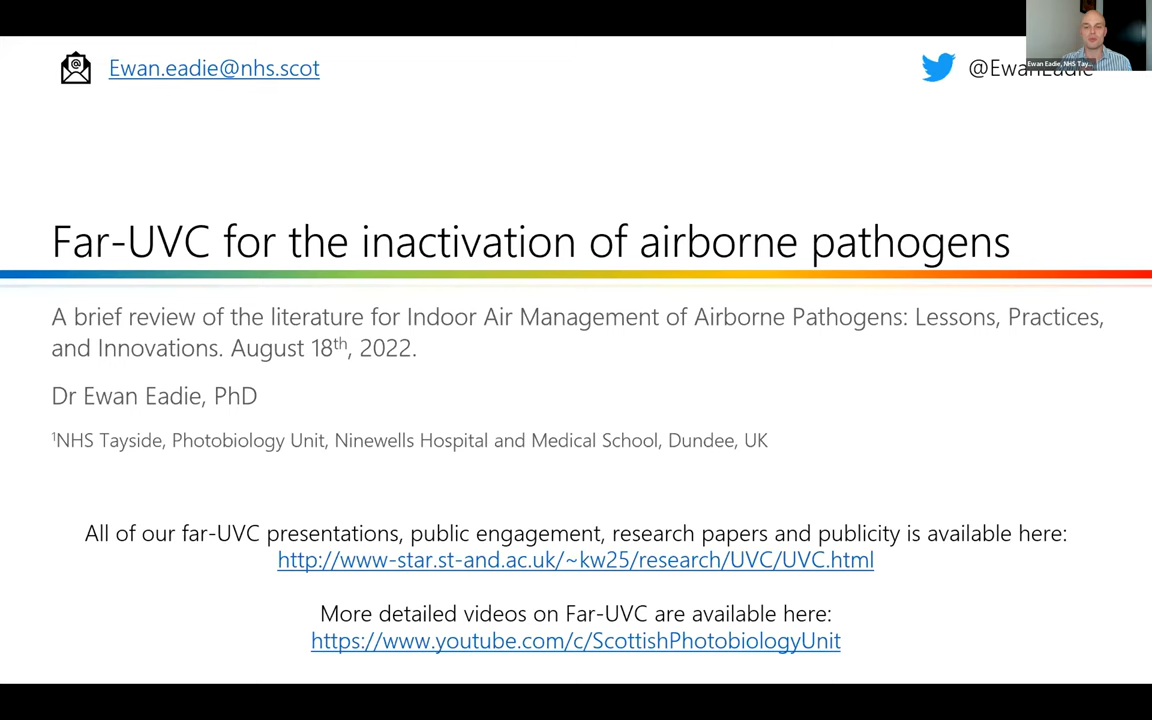 Ewan.eadie@nhs.scot
@EwanEadie
Ewan Eadie, NHS Tay...
Far-UVC for the inactivation of airborne pathogens
A brief review of the literature for Indoor Air Management of Airborne Pathogens: Lessons, Practices,
and Innovations. August 18th, 2022.
Dr Ewan Eadie, PhD
¹NHS Tayside, Photobiology Unit, Ninewells Hospital and Medical School, Dundee, UK
All of our far-UVC presentations, public engagement, research papers and publicity is available here:
http://www-star.st-and.ac.uk/~kw25/research/UVC/UVC.html
More detailed videos on Far-UVC are available here:
https://www.youtube.com/c/ScottishPhotobiologyUnit